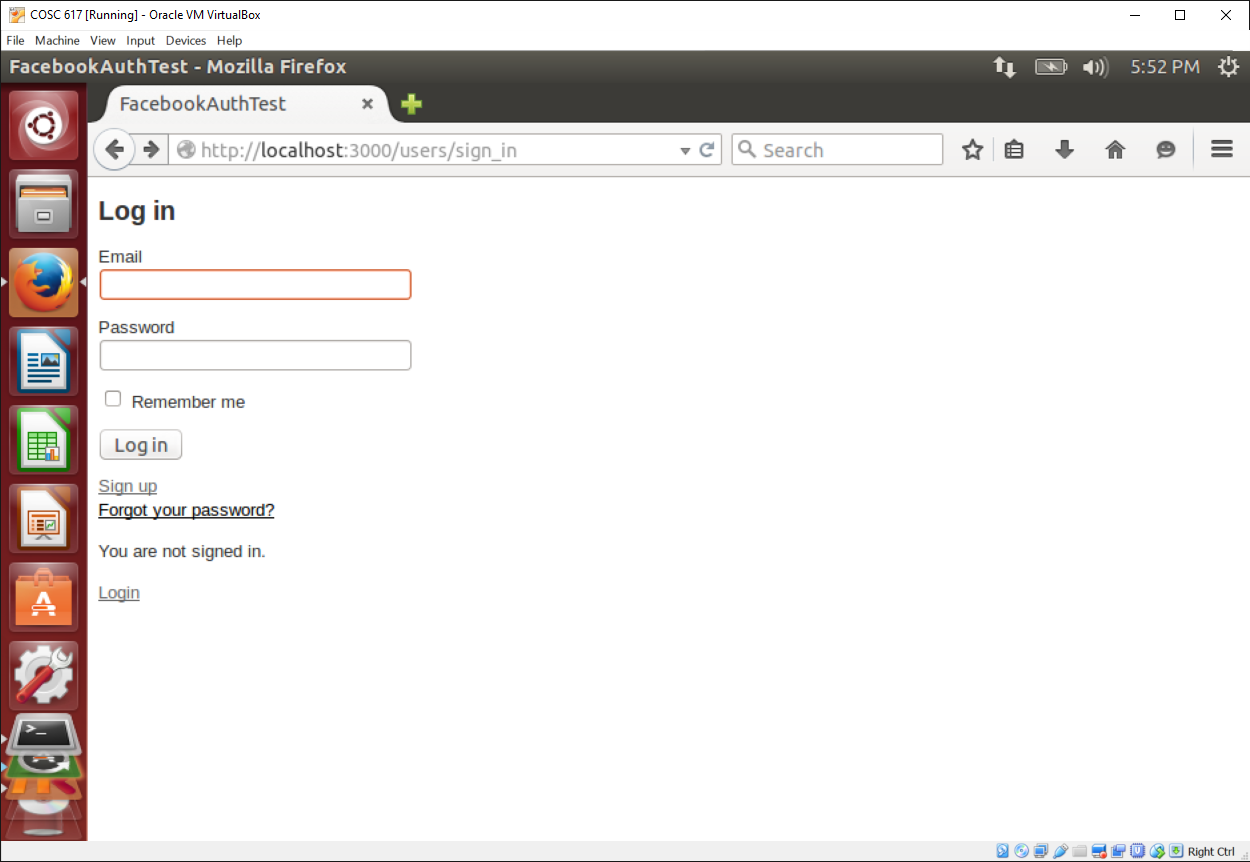 COSC 617 [Running] - Oracle VM VirtualBox
File Machine View Input Devices Help
FacebookAuthTest - Mozilla Firefox
5:52 PM
FacebookAuthTest
http://localhost:3000/users/sign_in
Search
Log in
Email
Password
Remember me
Log in
Sign up
Forgot your password?
You are not signed in.
Login
Right Ctrl